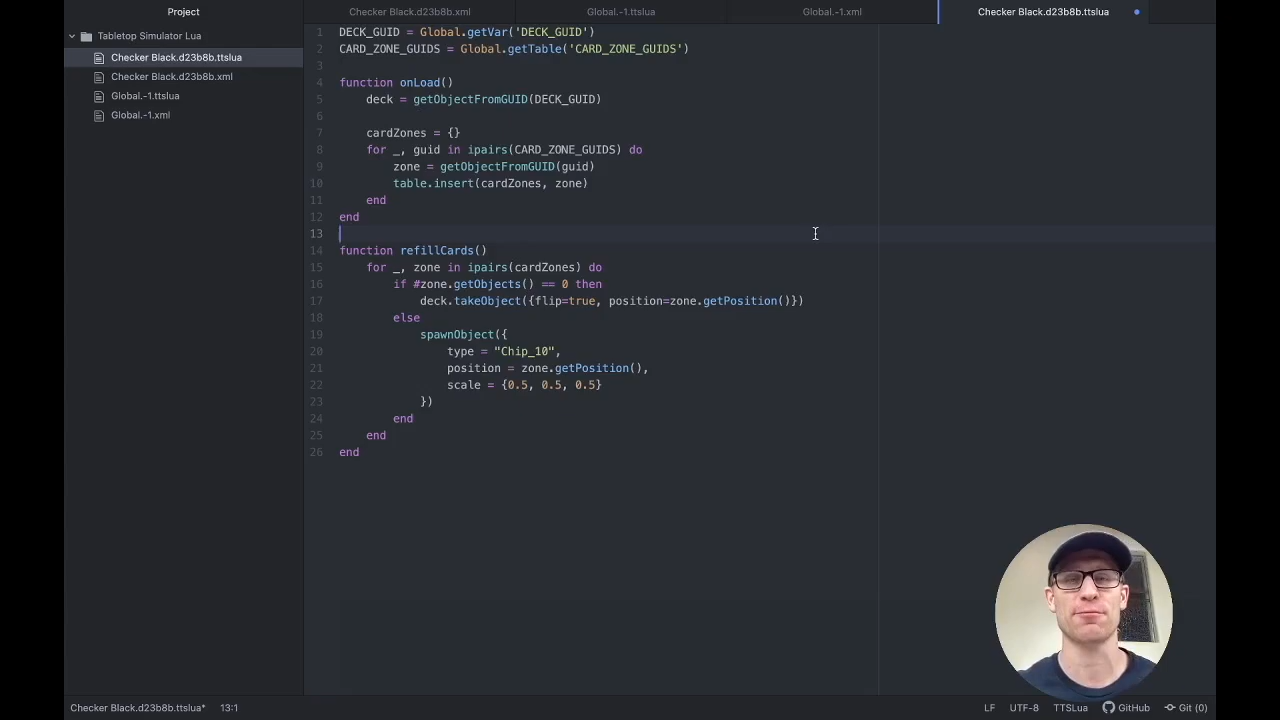 Project
Checker Black.d23b8b.xml
Global.-1.ttslua
Global.-1.xml
Checker Black.d23b8b.ttslua
Tabletop Simulator Lua
Checker Black.d23b8b.ttslua
Checker Black.d23b8b.xml
Global.-1.ttslua
Global.-1.xml
1 DECK_GUID = Global.getVar('DECK_GUID')
2 CARD_ZONE_GUIDS = Global.getTable('CARD_ZONE_GUIDS')
3
4 function onLoad()
5 deck = getObjectFromGUID(DECK_GUID)
6
7 cardZones = {}
8 for _, guid in ipairs(CARD_ZONE_GUIDS) do
9 zone = getObjectFromGUID(guid)
10 table.insert(cardZones, zone)
11 end
12 end
13
14 function refillCards()
15 for _, zone in ipairs(cardZones) do
16 if #zone.getObjects() == 0 then
17 deck.takeObject({flip=true, position=zone.getPosition()})
18 else
19 spawnObject({
20 type = "Chip_10",
21 position = zone.getPosition(),
22 scale = {0.5, 0.5, 0.5}
23 })
24 end
25 end
26 end
Checker Black.d23b8b.ttslua* 13:1
LF UTF-8 TTSLua GitHub Git (0)